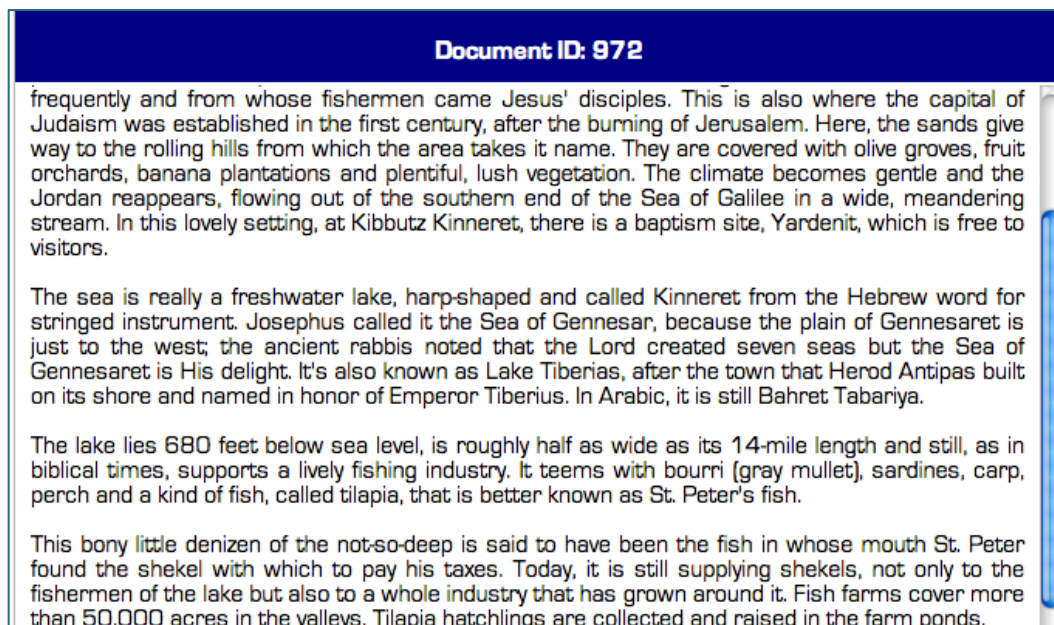 Document ID: 972
frequently and from whose fishermen came Jesus' disciples. This is also where the capital of
Judaism was established in the first century, after the burning of Jerusalem. Here, the sands give
way to the rolling hills from which the area takes it name. They are covered with olive groves, fruit
orchards, banana plantations and plentiful, lush vegetation. The climate becomes gentle and the
Jordan reappears, flowing out of the southern end of the Sea of Galilee in a wide, meandering
stream. In this lovely setting, at Kibbutz Kinneret, there is a baptism site, Yardenit, which is free to
visitors.
The sea is really a freshwater lake, harp-shaped and called Kinneret from the Hebrew word for
stringed instrument. Josephus called it the Sea of Gennesar, because the plain of Gennesaret is
just to the west; the ancient rabbis noted that the Lord created seven seas but the Sea of
Gennesaret is His delight. It's also known as Lake Tiberias, after the town that Herod Antipas built
on its shore and named in honor of Emperor Tiberius. In Arabic, it is still Bahret Tabariya.
The lake lies 680 feet below sea level, is roughly half as wide as its 14-mile length and still, as in
biblical times, supports a lively fishing industry. It teems with bourri (gray mullet), sardines, carp,
perch and a kind of fish, called tilapia, that is better known as St. Peter's fish.
This bony little denizen of the not-so-deep is said to have been the fish in whose mouth St. Peter
found the shekel with which to pay his taxes. Today, it is still supplying shekels, not only to the
fishermen of the lake but also to a whole industry that has grown around it. Fish farms cover more
than 50,000 acres in the valleys. Tilapia hatchlings are collected and raised in the farm ponds.